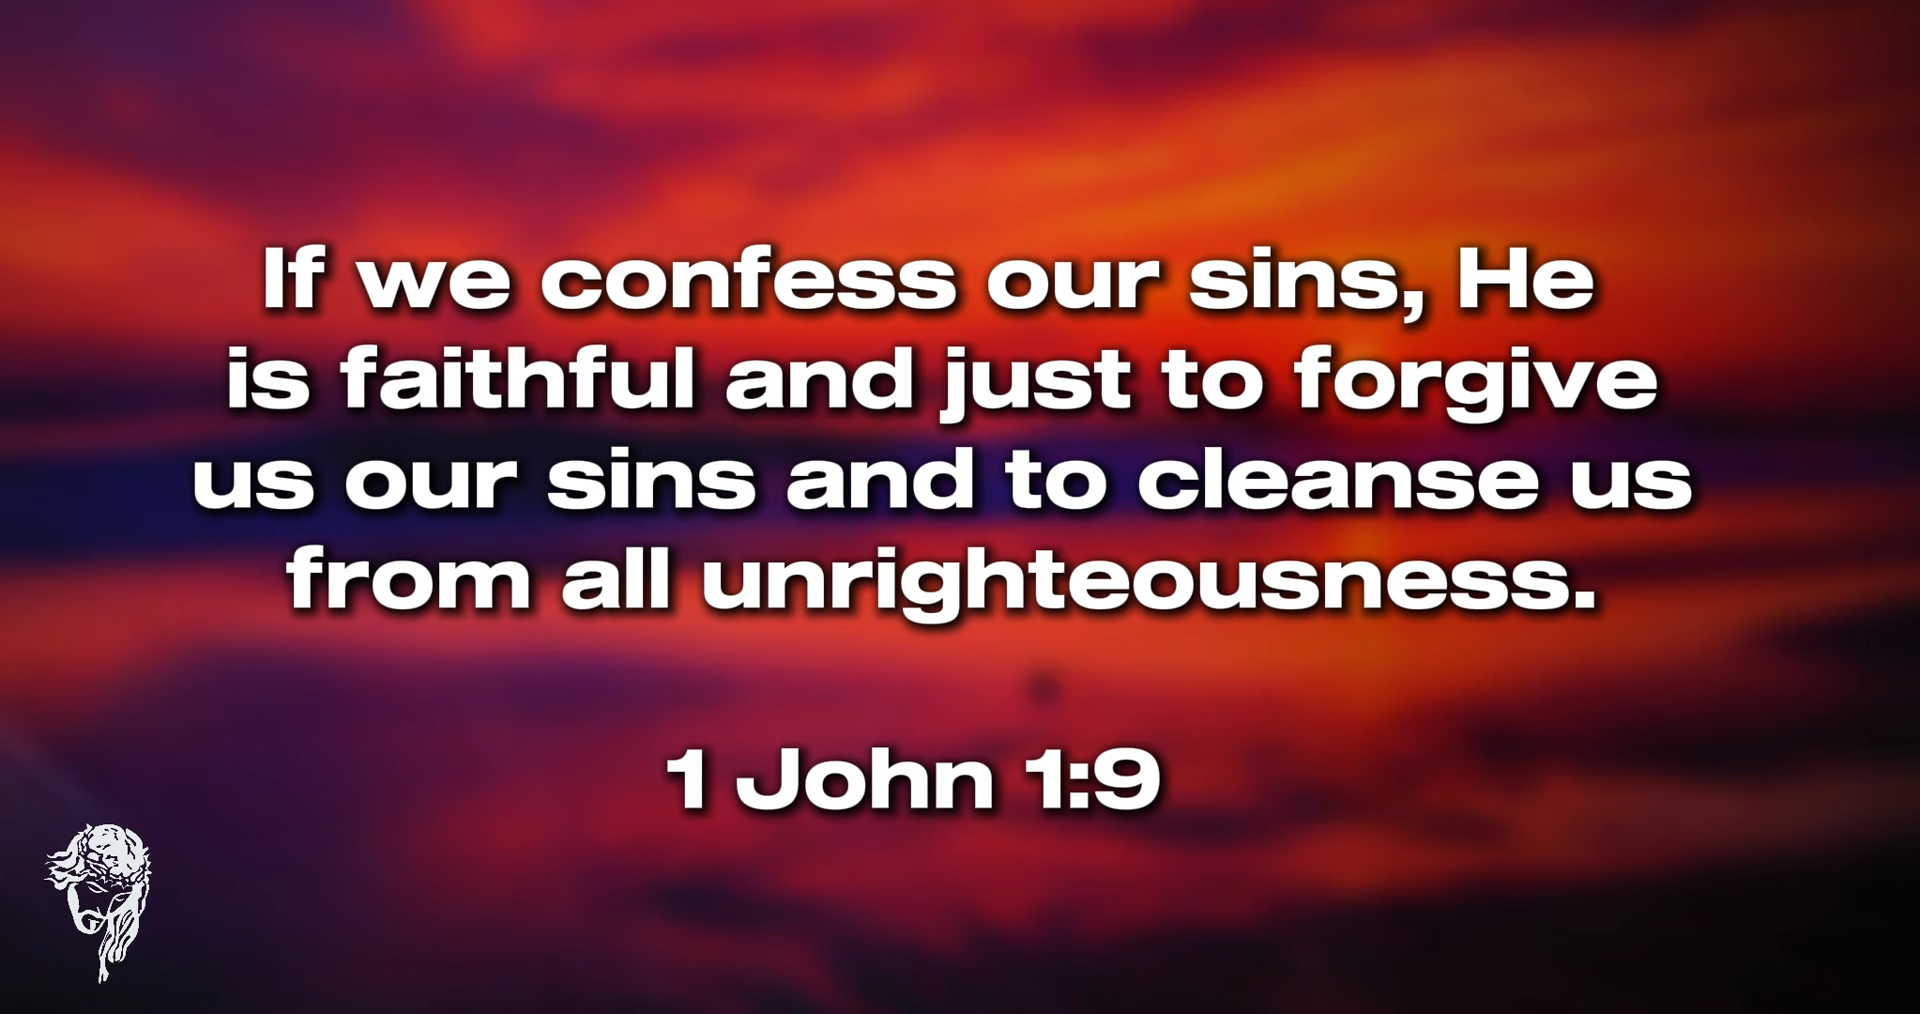 If we confess our sins, He
is faithful and just to forgive
us our sins and to cleanse us
from all unrighteousness.
1 John 1:9